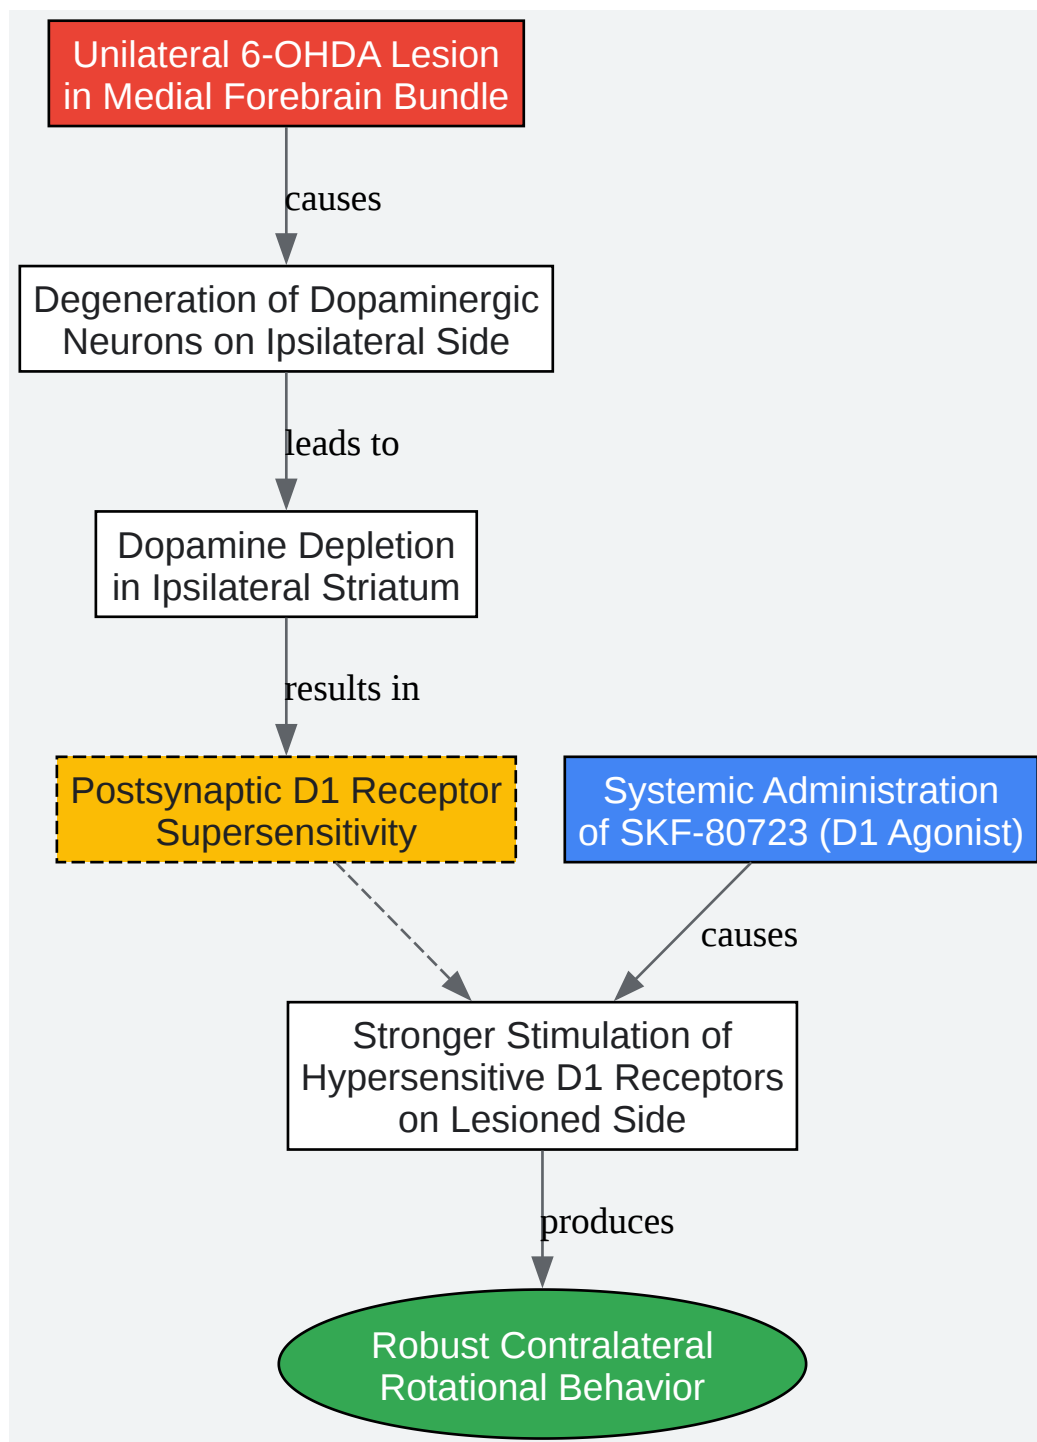 Unilateral 6-OHDA Lesion
in Medial Forebrain Bundle
causes
Degeneration of Dopaminergic
Neurons on Ipsilateral Side
leads to
Dopamine Depletion
in Ipsilateral Striatum
results in
Postsynaptic D1 Receptor
Supersensitivity
Systemic Administration
of SKF-80723 (D1 Agonist)
causes
Stronger Stimulation of
Hypersensitive D1 Receptors
on Lesioned Side
produces
Robust Contralateral
Rotational Behavior